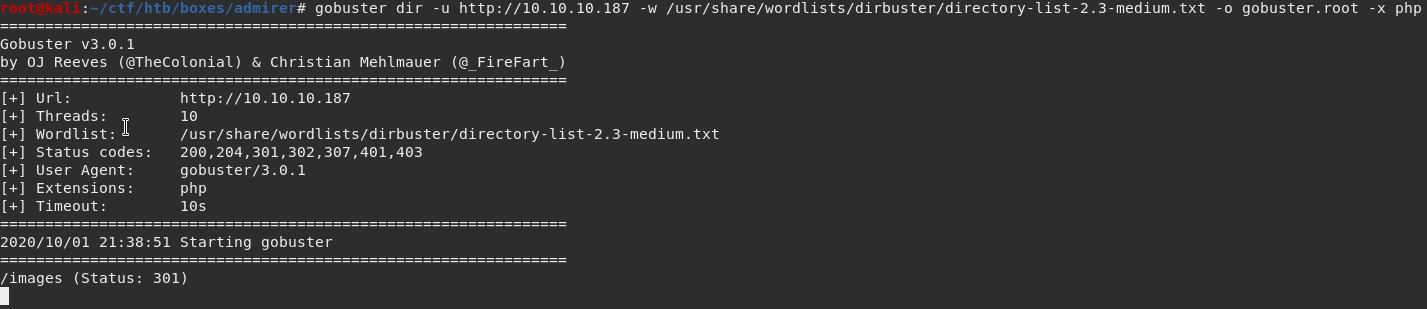 root@kali:~/ctf/htb/boxes/admirer# gobuster dir -u http://10.10.10.187 -w /usr/share/wordlists/dirbuster/directory-list-2.3-medium.txt -o gobuster.root -x php
===============================================================
Gobuster v3.0.1
by OJ Reeves (@TheColonial) & Christian Mehlmauer (@_FireFart_)
===============================================================
[+] Url:            http://10.10.10.187
[+] Threads:        10
[+] Wordlist:       /usr/share/wordlists/dirbuster/directory-list-2.3-medium.txt
[+] Status codes:   200,204,301,302,307,401,403
[+] User Agent:     gobuster/3.0.1
[+] Extensions:     php
[+] Timeout:        10s
===============================================================
2020/10/01 21:38:51 Starting gobuster
===============================================================
/images (Status: 301)